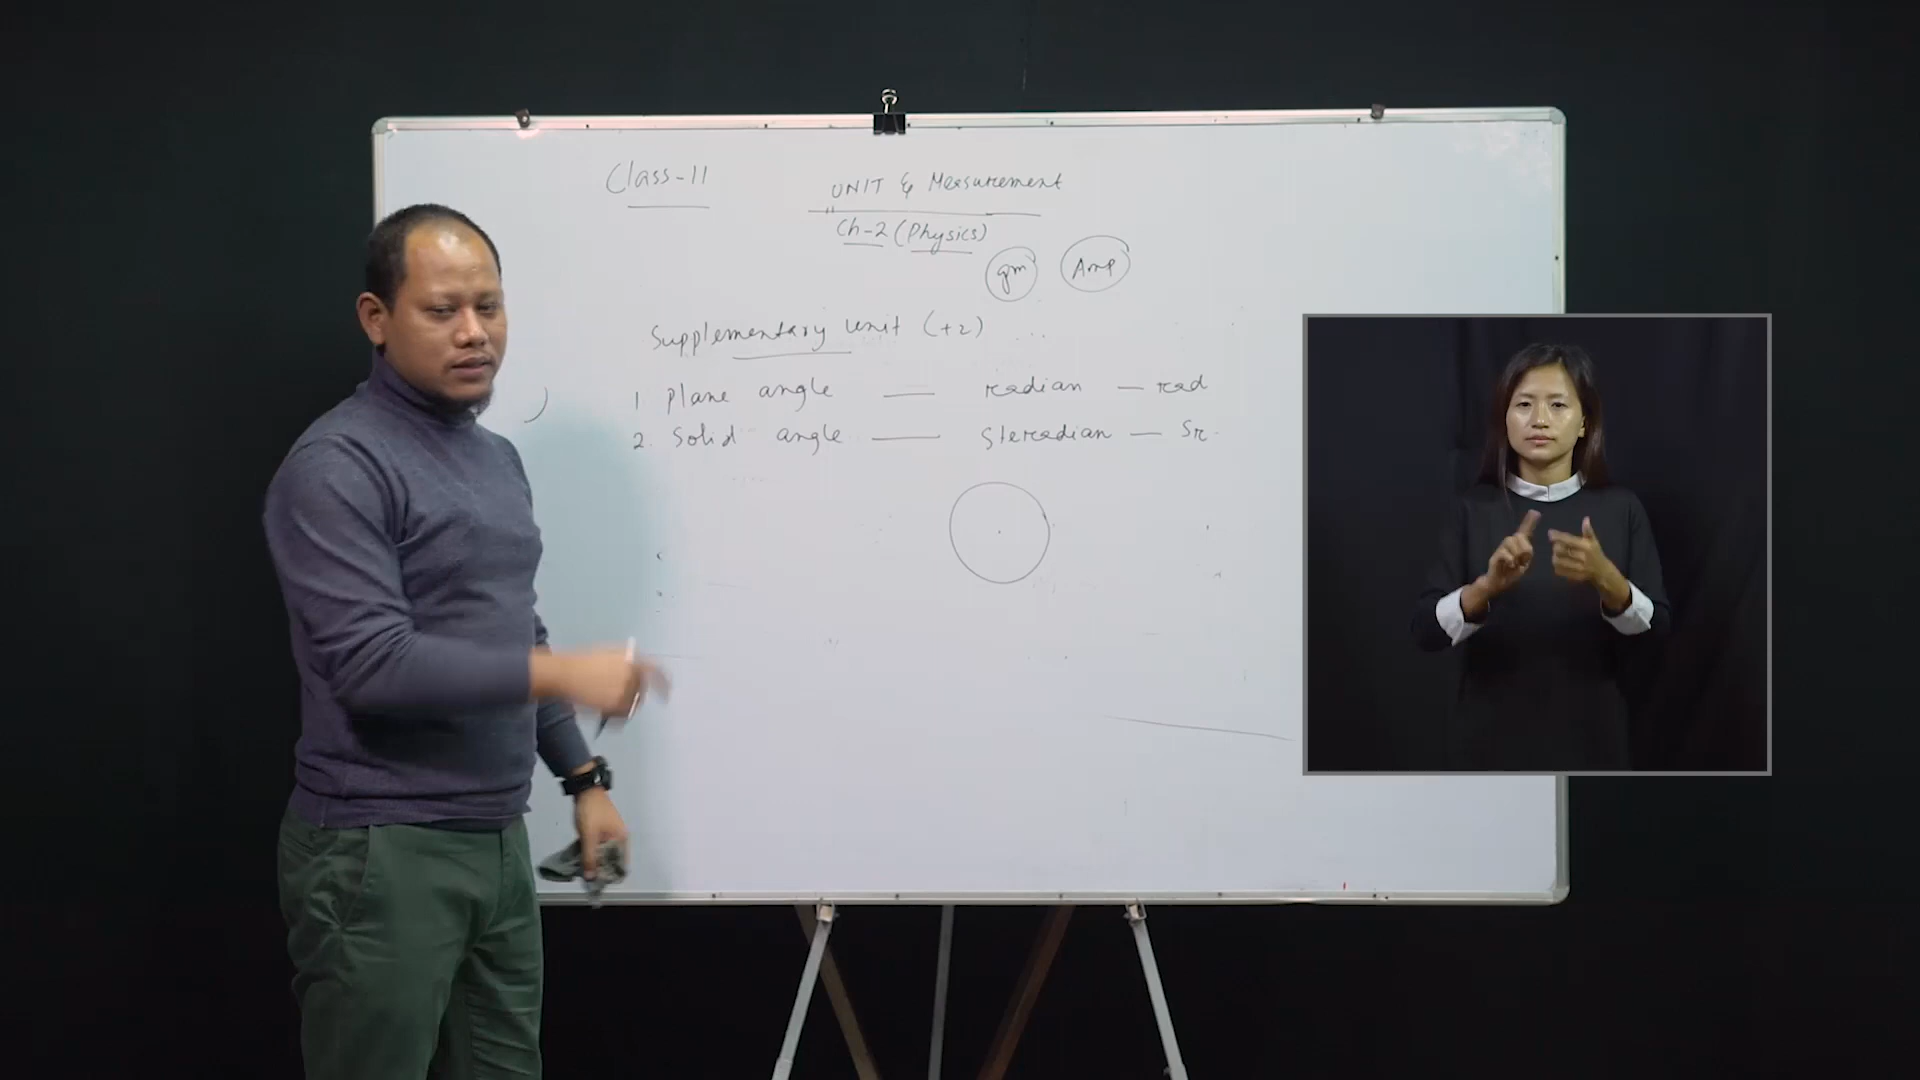 Class-11
UNIT & Measurement
Ch-2 (Physics)
gm Amp
Supplementary unit (+2)
1 Plane angle — radian — rad
2. Solid angle — Steradian — Sr